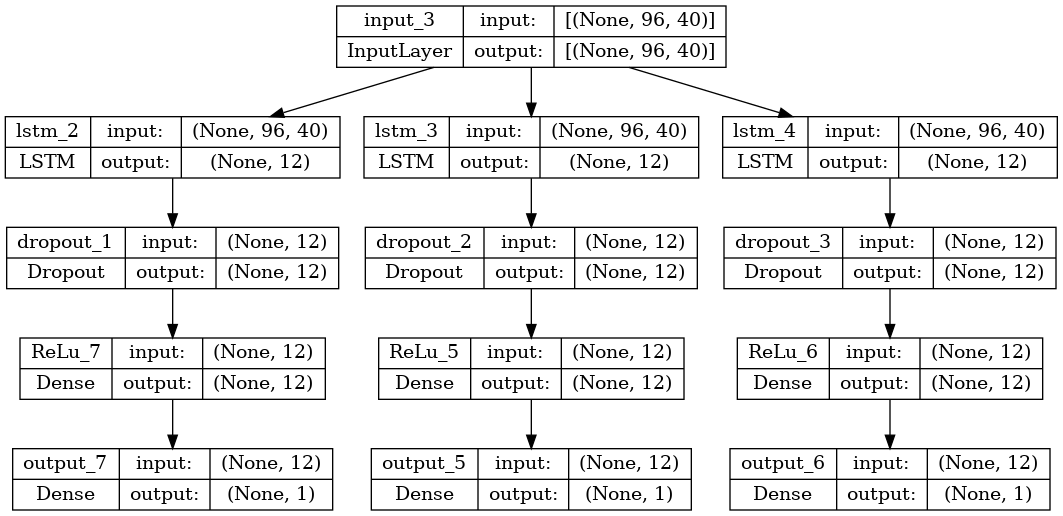 input_3 input: [(None, 96, 40)]
InputLayer output: [(None, 96, 40)]
lstm_2 input: (None, 96, 40)
LSTM output: (None, 12)
lstm_3 input: (None, 96, 40)
LSTM output: (None, 12)
lstm_4 input: (None, 96, 40)
LSTM output: (None, 12)
dropout_1 input: (None, 12)
Dropout output: (None, 12)
dropout_2 input: (None, 12)
Dropout output: (None, 12)
dropout_3 input: (None, 12)
Dropout output: (None, 12)
ReLu_7 input: (None, 12)
Dense output: (None, 12)
ReLu_5 input: (None, 12)
Dense output: (None, 12)
ReLu_6 input: (None, 12)
Dense output: (None, 12)
output_7 input: (None, 12)
Dense output: (None, 1)
output_5 input: (None, 12)
Dense output: (None, 1)
output_6 input: (None, 12)
Dense output: (None, 1)